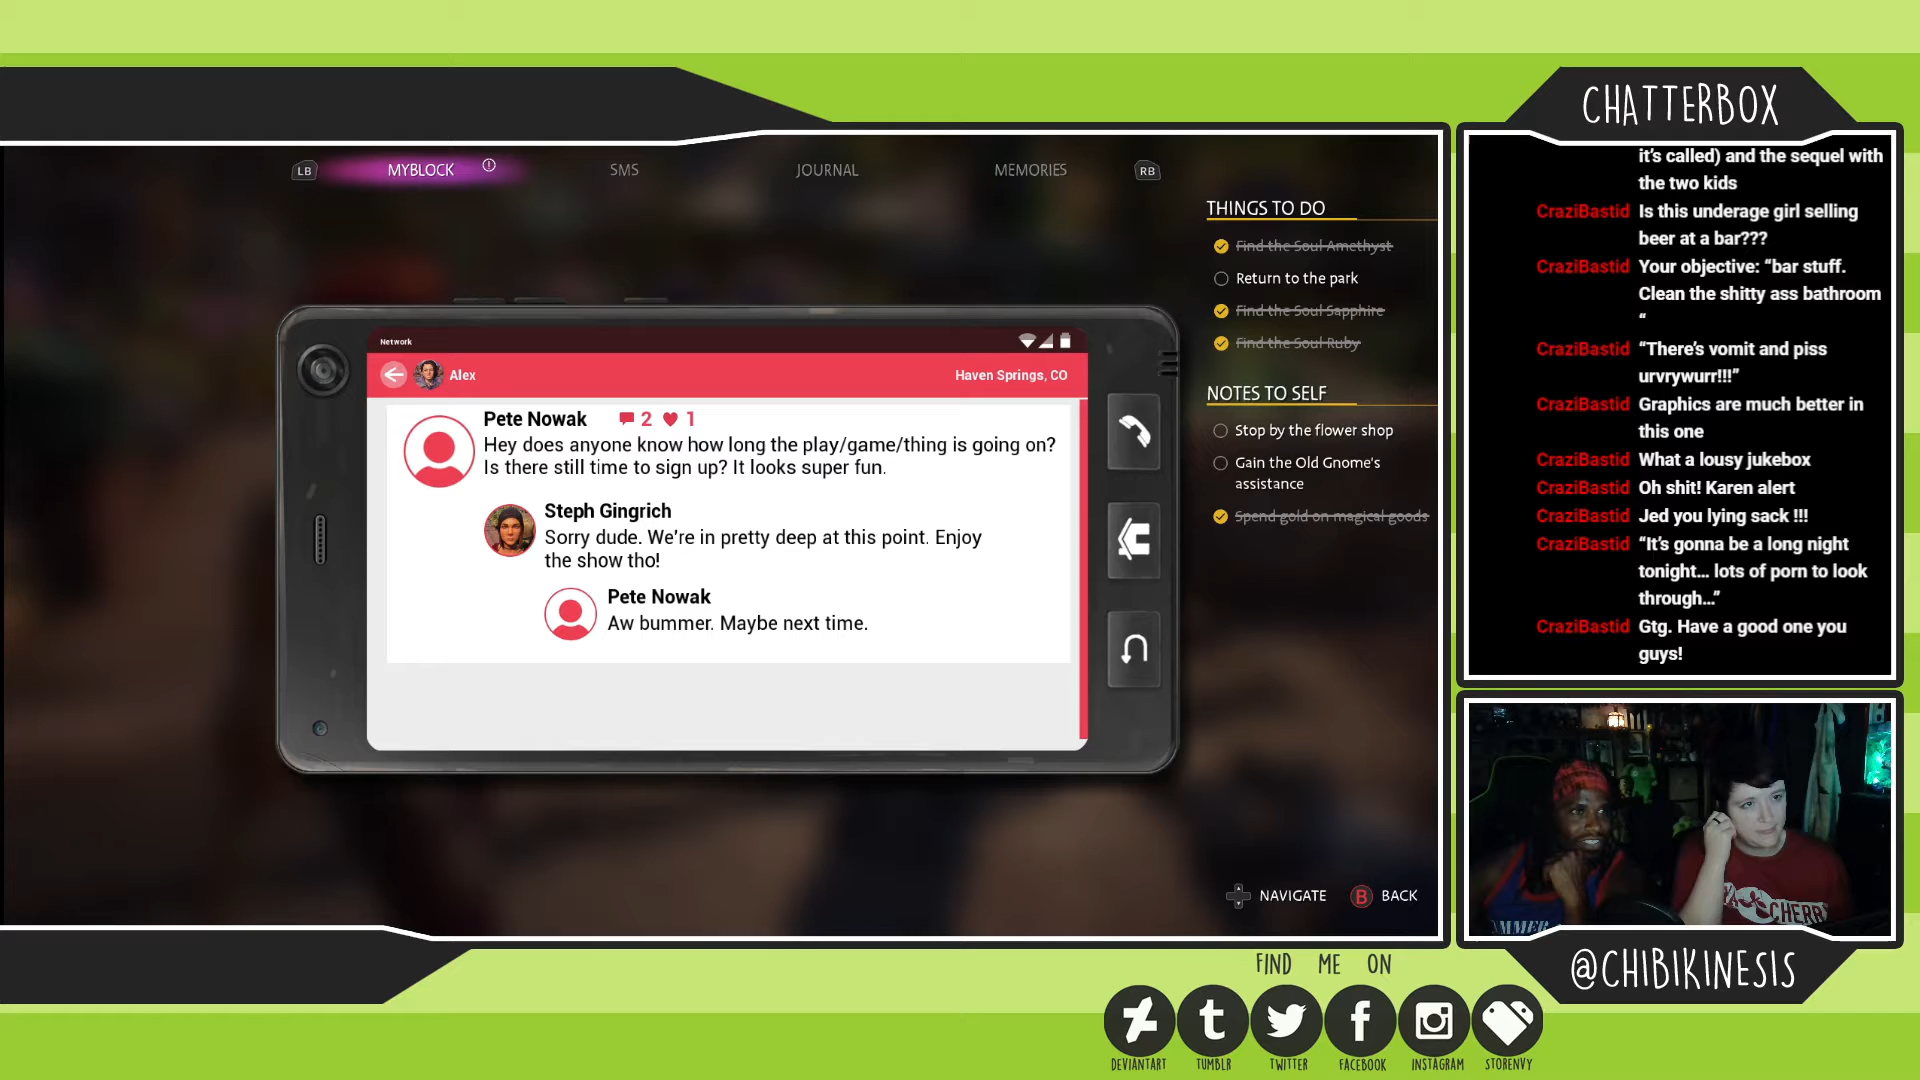 CHATTERBOX
LB
MYBLOCK
SMS
JOURNAL
MEMORIES
RB
THINGS TO DO
Find the Soul Amethyst
Return to the park
Find the Soul Sapphire
Find the Soul Ruby
NOTES TO SELF
Stop by the flower shop
Gain the Old Gnome's
assistance
Spend gold on magical goods
Network
Alex
Haven Springs, CO
Pete Nowak 2 1
Hey does anyone know how long the play/game/thing is going on?
Is there still time to sign up? It looks super fun.
Steph Gingrich
Sorry dude. We're in pretty deep at this point. Enjoy
the show tho!
Pete Nowak
Aw bummer. Maybe next time.
NAVIGATE
B BACK
it's called) and the sequel with
the two kids
CraziBastid Is this underage girl selling
beer at a bar???
CraziBastid Your objective: “bar stuff.
Clean the shitty ass bathroom
“
CraziBastid “There's vomit and piss
urvrywurr!!!”
CraziBastid Graphics are much better in
this one
CraziBastid What a lousy jukebox
CraziBastid Oh shit! Karen alert
CraziBastid Jed you lying sack !!!
CraziBastid “It's gonna be a long night
tonight... lots of porn to look
through...”
CraziBastid Gtg. Have a good one you
guys!
CHERRY
@CHIBIKINESIS
FIND ME ON
DEVIANTART
TUMBLR
TWITTER
FACEBOOK
INSTAGRAM
STORENVY